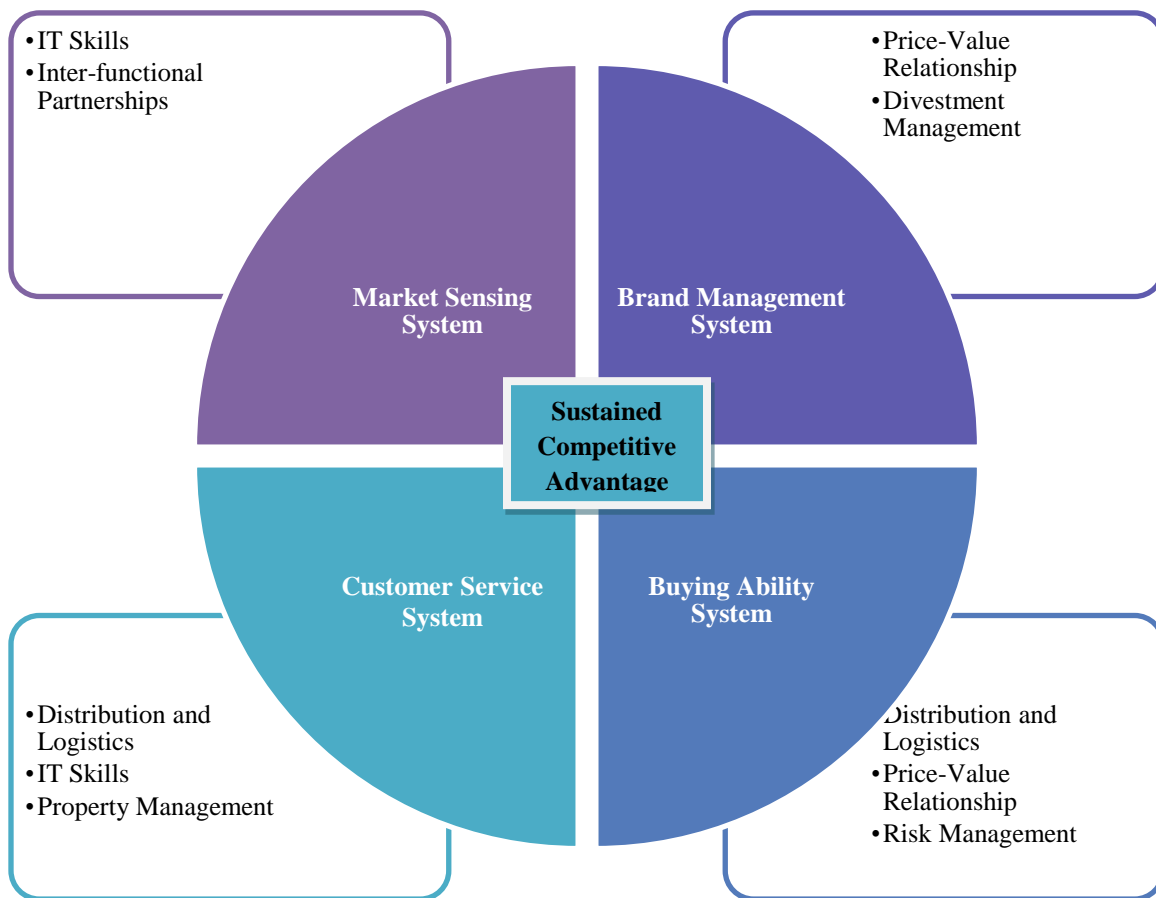 •IT Skills
•Inter-functional
Partnerships
•Price-Value
Relationship
•Divestment
Management
Market Sensing
System
Brand Management
System
Sustained
Competitive
Advantage
Customer Service
System
Buying Ability
System
•Distribution and
Logistics
•IT Skills
•Property Management
Distribution and
Logistics
•Price-Value
Relationship
•Risk Management